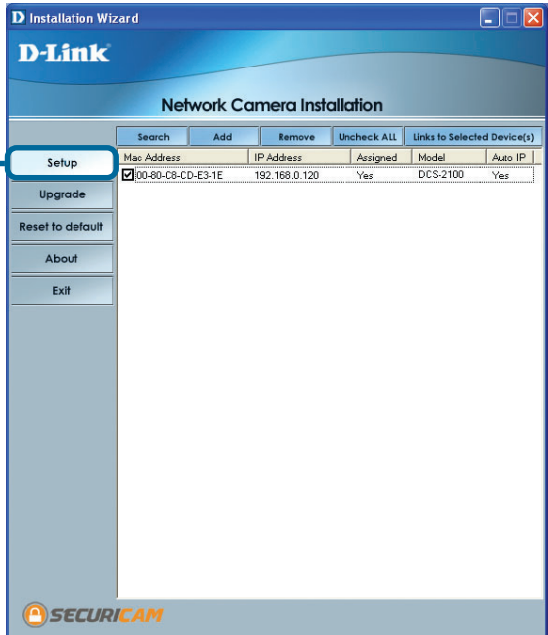 D Installation Wizard
D-Link
Network Camera Installation
Search Add Remove Uncheck ALL Links to Selected Device(s)
Mac Address IP Address Assigned Model Auto IP
00-80-C8-CD-E3-1E 192.168.0.120 Yes DCS-2100 Yes
Setup
Upgrade
Reset to default
About
Exit
SECURICAM